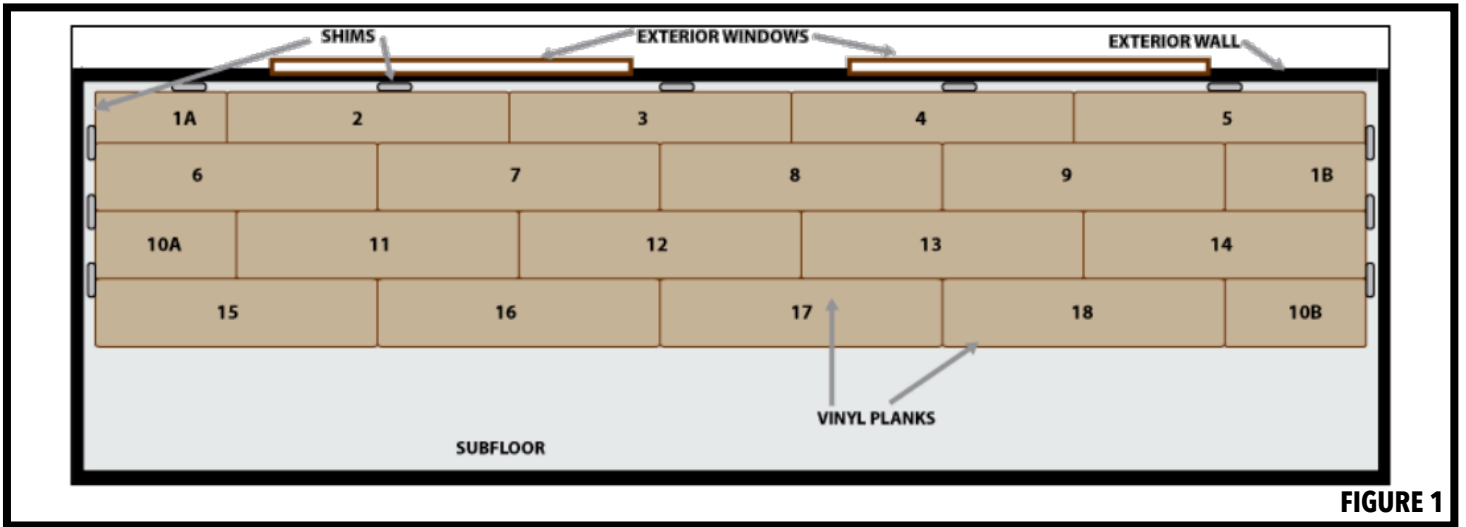 SHIMS
EXTERIOR WINDOWS
EXTERIOR WALL
1A 2 3 4 5
6 7 8 9 1B
10A 11 12 13 14
15 16 17 18 10B
VINYL PLANKS
SUBFLOOR
FIGURE 1